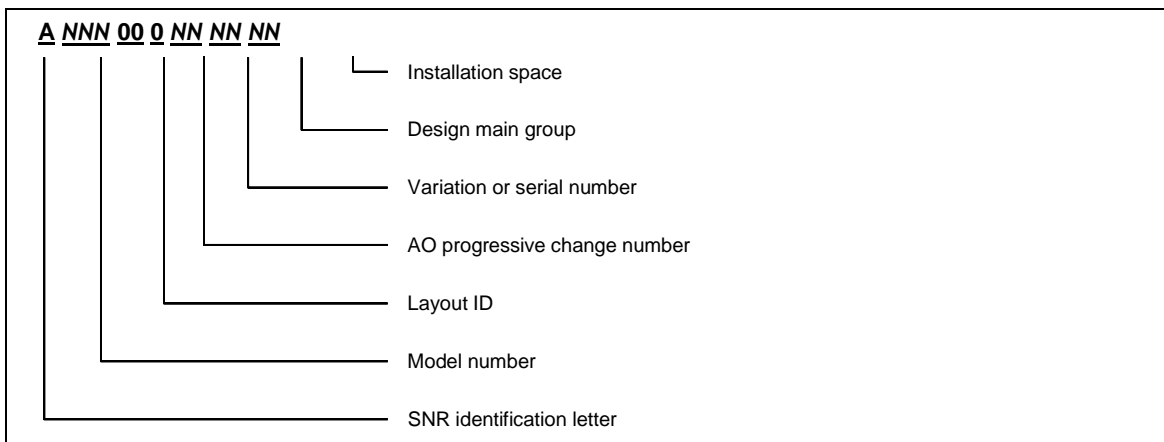 A NNN 00 0 NN NN NN
Installation space
Design main group
Variation or serial number
AO progressive change number
Layout ID
Model number
SNR identification letter